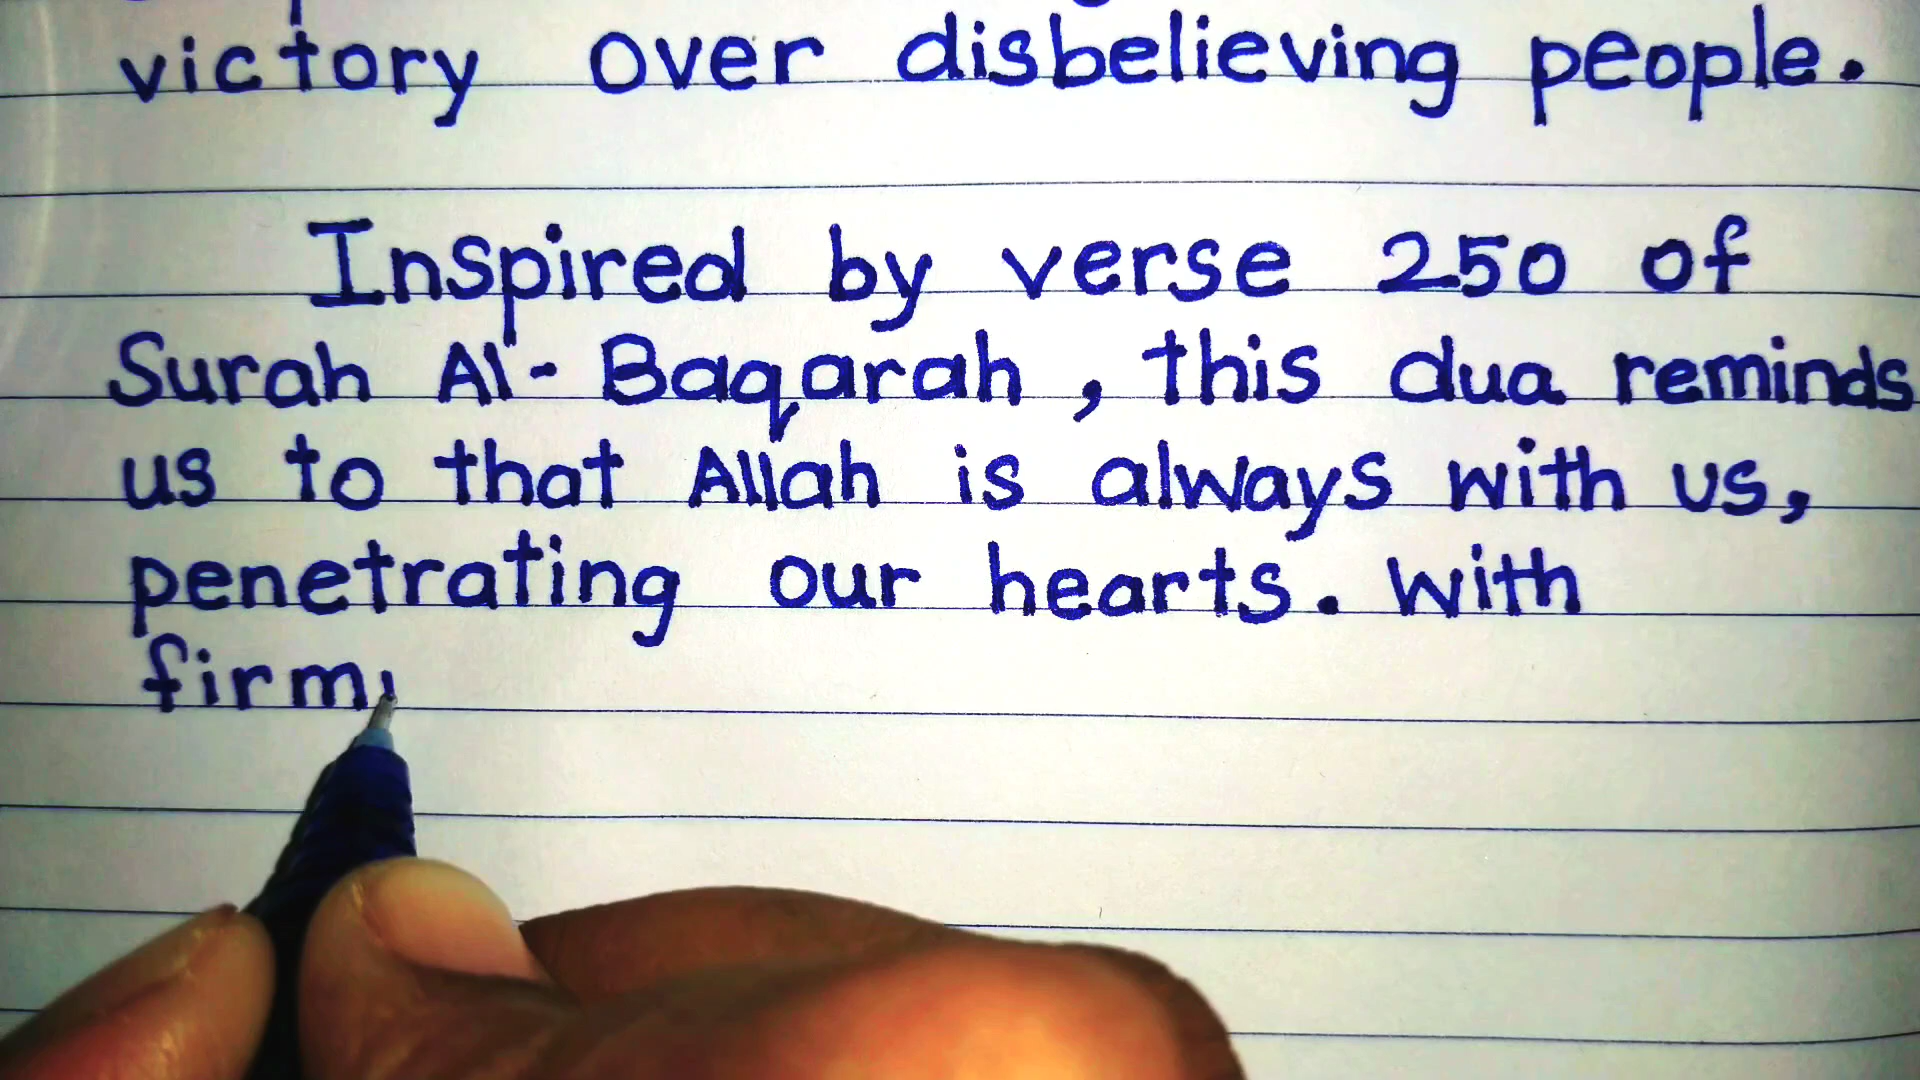 victory over disbelieving people.
Inspired by verse 250 of
Surah Al-Baqarah, this dua reminds
us to that Allah is always with us,
penetrating our hearts. With
firm